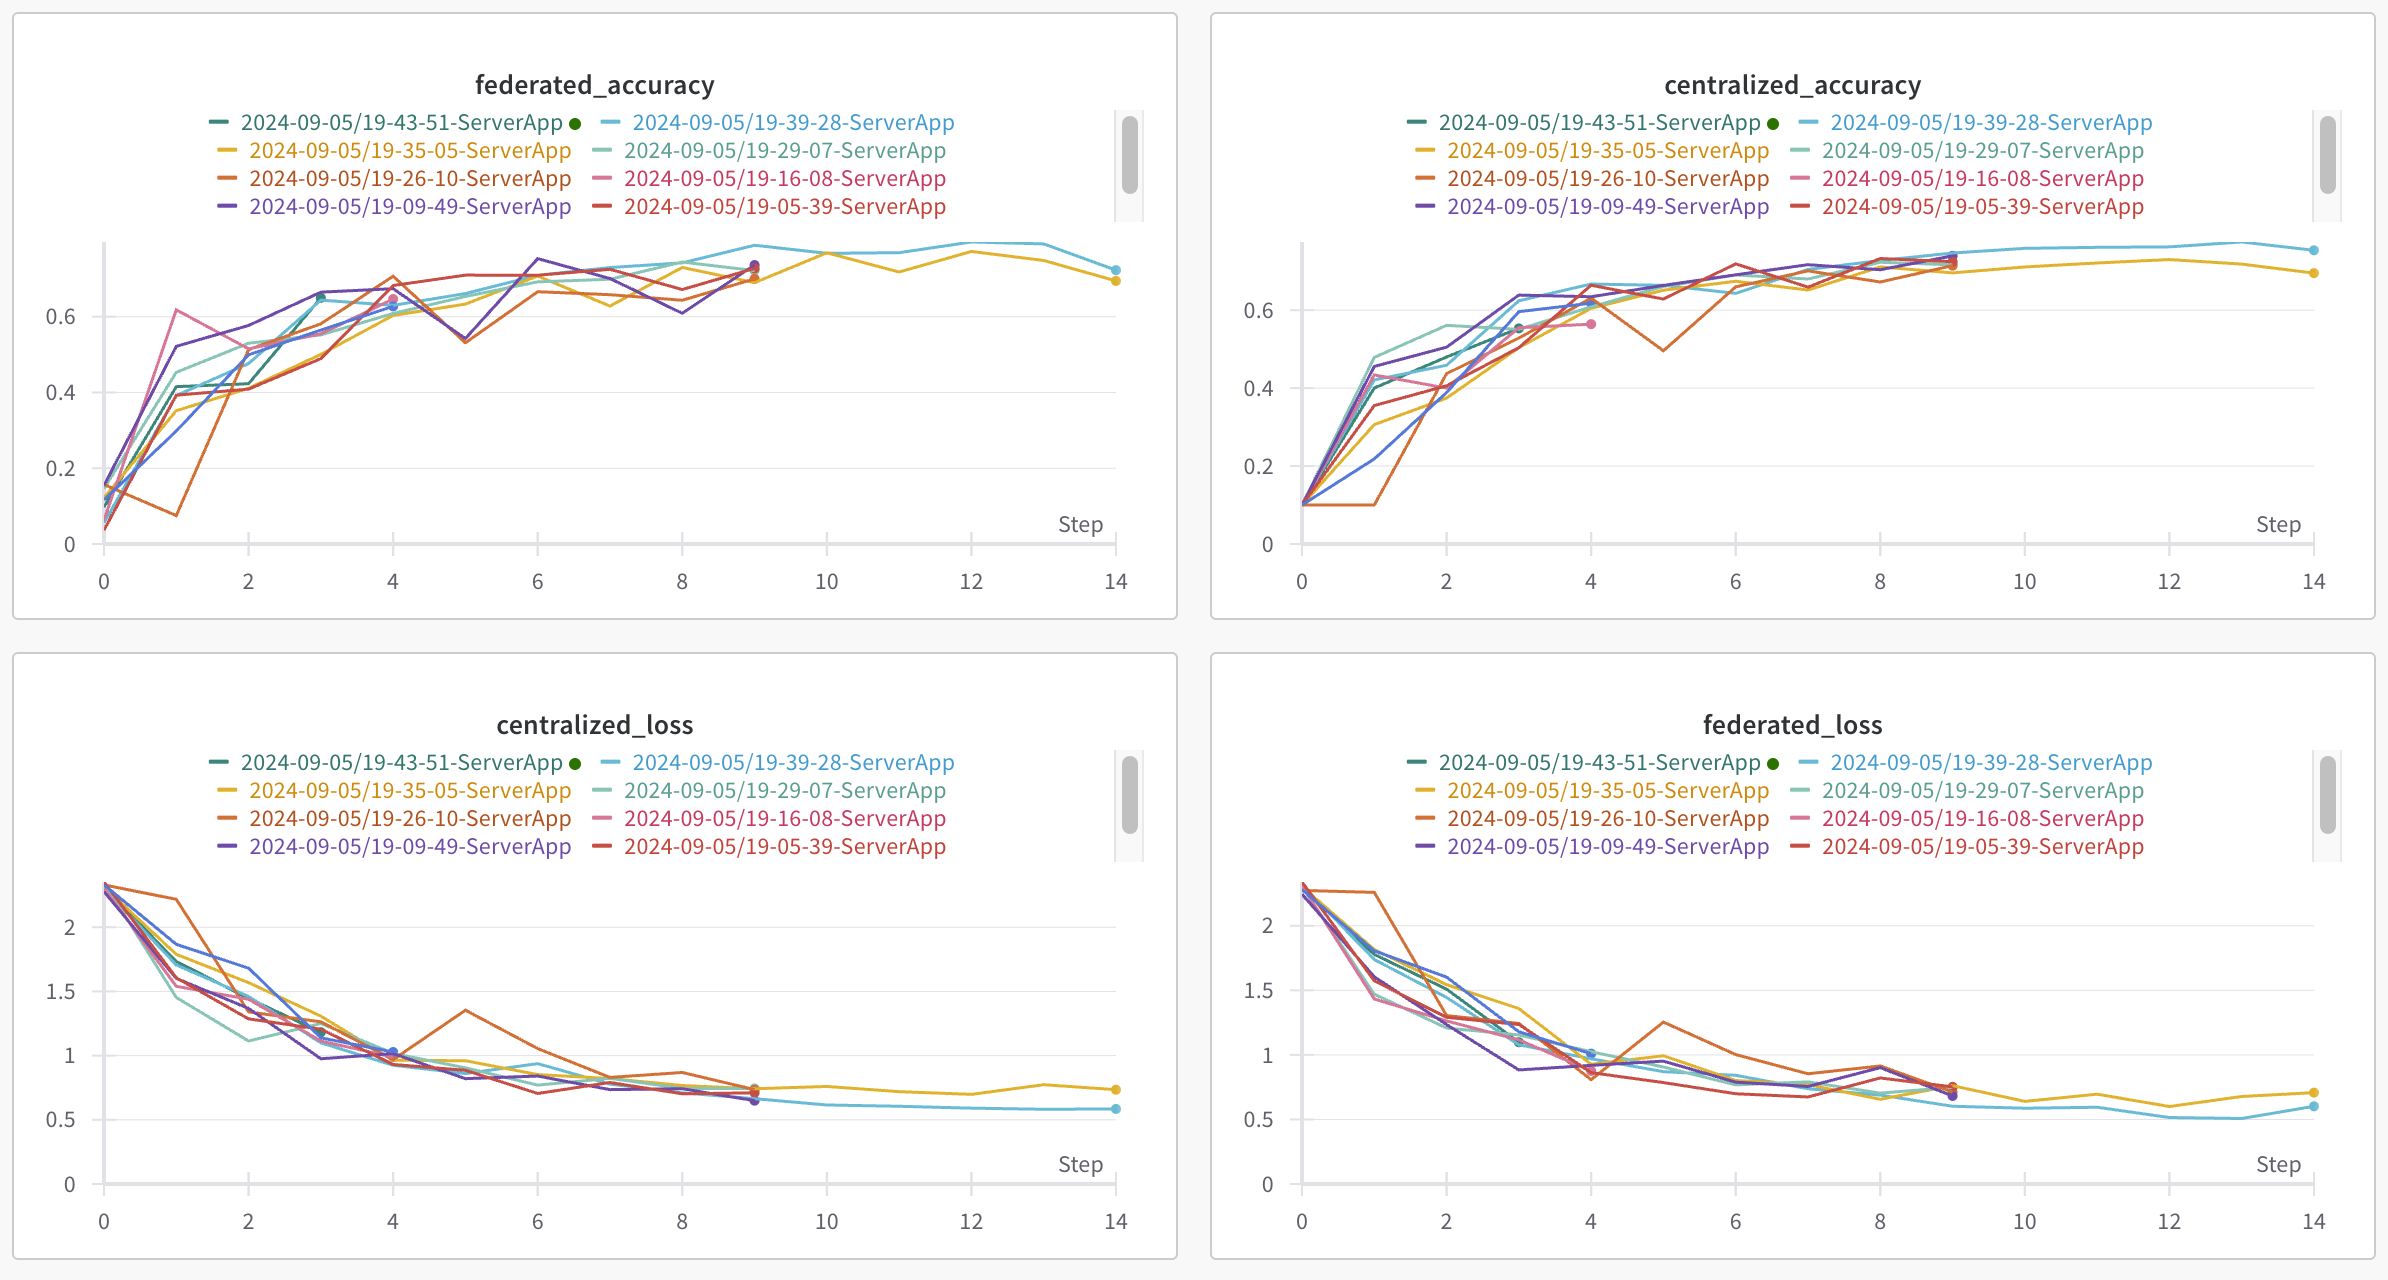 federated_accuracy
2024-09-05/19-43-51-ServerApp 2024-09-05/19-39-28-ServerApp
2024-09-05/19-35-05-ServerApp 2024-09-05/19-29-07-ServerApp
2024-09-05/19-26-10-ServerApp 2024-09-05/19-16-08-ServerApp
2024-09-05/19-09-49-ServerApp 2024-09-05/19-05-39-ServerApp
0.6
0.4
0.2
0
Step
0 2 4 6 8 10 12 14
centralized_accuracy
2024-09-05/19-43-51-ServerApp 2024-09-05/19-39-28-ServerApp
2024-09-05/19-35-05-ServerApp 2024-09-05/19-29-07-ServerApp
2024-09-05/19-26-10-ServerApp 2024-09-05/19-16-08-ServerApp
2024-09-05/19-09-49-ServerApp 2024-09-05/19-05-39-ServerApp
0.6
0.4
0.2
0
Step
0 2 4 6 8 10 12 14
centralized_loss
2024-09-05/19-43-51-ServerApp 2024-09-05/19-39-28-ServerApp
2024-09-05/19-35-05-ServerApp 2024-09-05/19-29-07-ServerApp
2024-09-05/19-26-10-ServerApp 2024-09-05/19-16-08-ServerApp
2024-09-05/19-09-49-ServerApp 2024-09-05/19-05-39-ServerApp
2
1.5
1
0.5
0
Step
0 2 4 6 8 10 12 14
federated_loss
2024-09-05/19-43-51-ServerApp 2024-09-05/19-39-28-ServerApp
2024-09-05/19-35-05-ServerApp 2024-09-05/19-29-07-ServerApp
2024-09-05/19-26-10-ServerApp 2024-09-05/19-16-08-ServerApp
2024-09-05/19-09-49-ServerApp 2024-09-05/19-05-39-ServerApp
2
1.5
1
0.5
0
Step
0 2 4 6 8 10 12 14